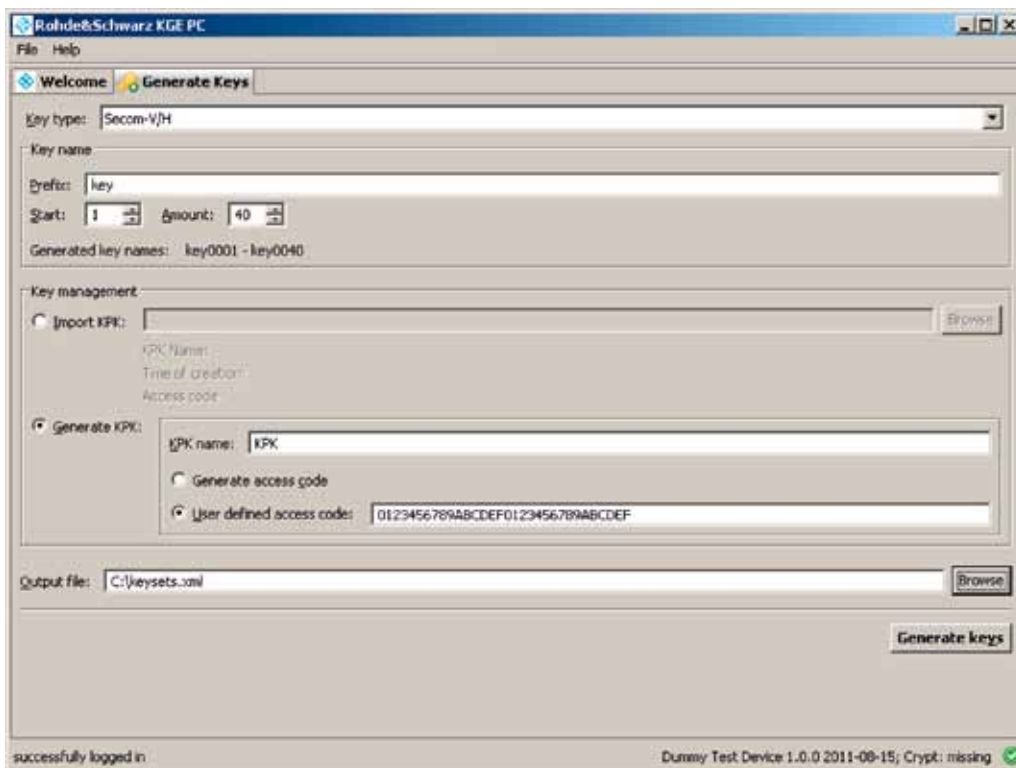 Rohde&Schwarz KGE PC
File Help
Welcome Generate Keys
Key type: Secom-V/H
Key name
Prefix: key
Start: 1 Amount: 40
Generated key names: key0001 - key0040
Key management
Import KPK: Browse
KPK Name:
Time of creation:
Access code
Generate KPK:
KPK name: KPK
Generate access code
User defined access code: 0123456789ABCDEF0123456789ABCDEF
Output file: C:\keysets.xml Browse
Generate keys
successfully logged in Dummy Test Device 1.0.0 2011-08-15; Crypt: missing